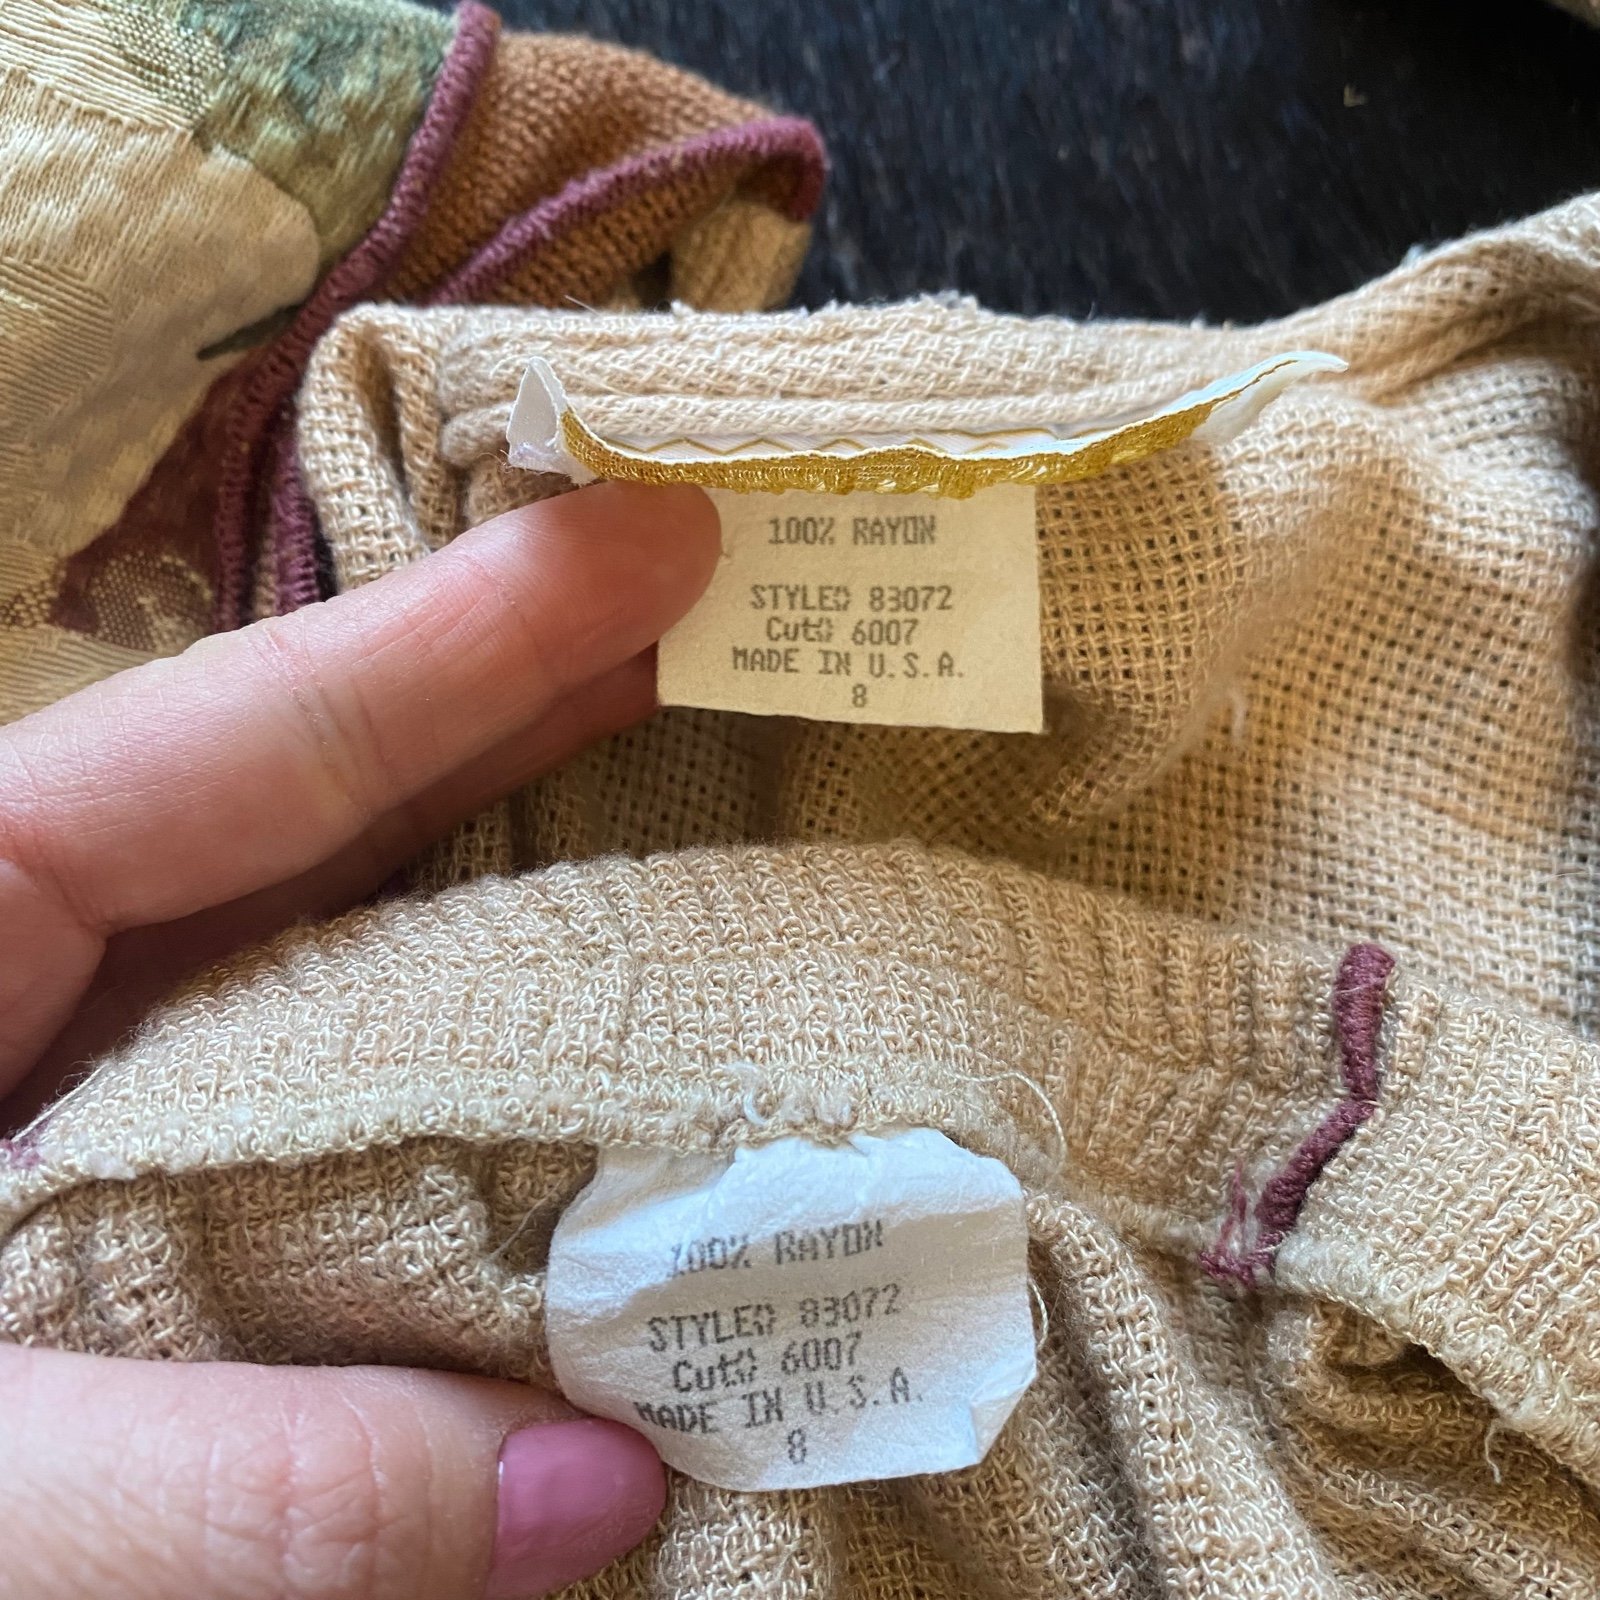 100% RAYON
STYLE# 83072
Cut# 6007
MADE IN U.S.A.
8
100% RAYON
STYLE# 83072
Cut# 6007
MADE IN U.S.A.
8